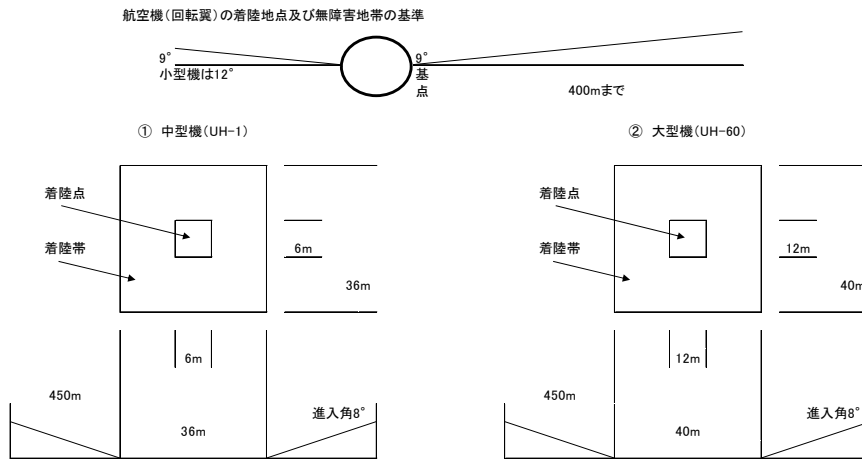 航空機(回転翼)の着陸地点及び無障害地帯の基準
9°
小型機は12°
9°
基
点
400mまで
① 中型機(UH-1)
② 大型機(UH-60)
着陸点
着陸帯
6m
36m
着陸点
着陸帯
12m
40m
6m
450m
36m
進入角8°
12m
450m
40m
進入角8°